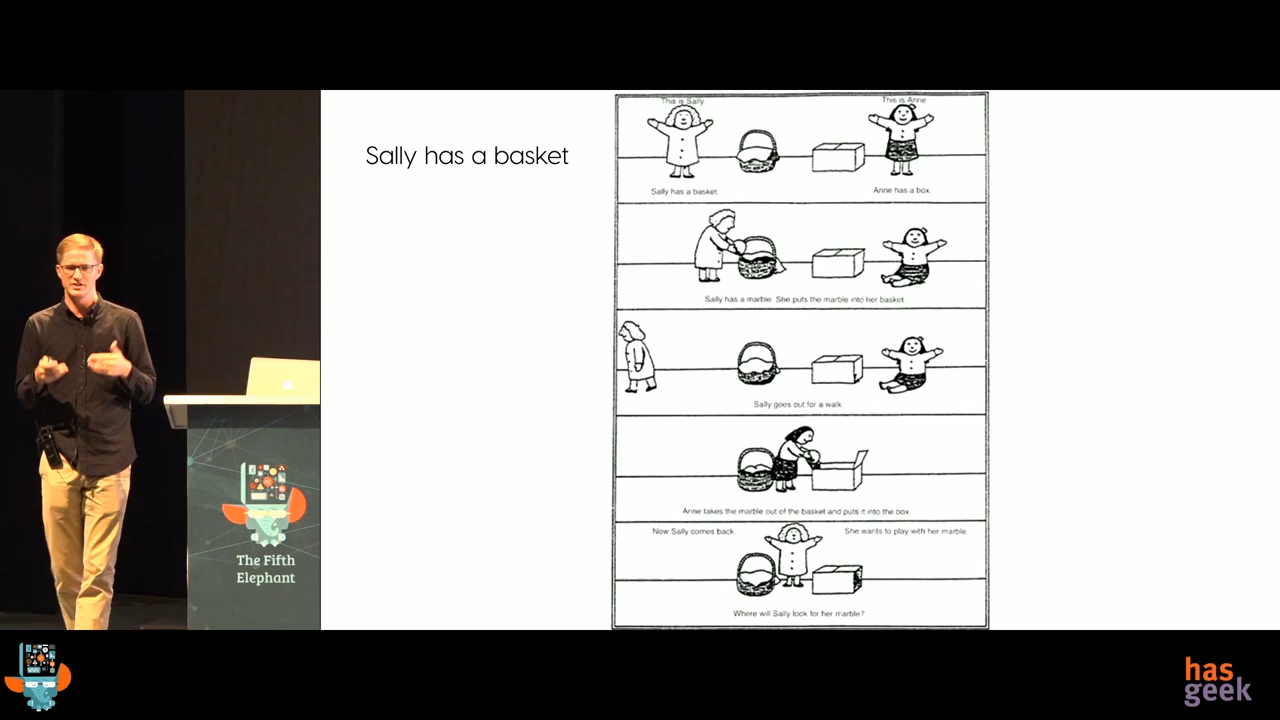 Sally has a basket
This is Sally
This is Anne
Sally has a basket.
Anne has a box.
Sally has a marble. She puts the marble into her basket.
Sally goes out for a walk.
Anne takes the marble out of the basket and puts it into the box.
Now Sally comes back.
She wants to play with her marble
Where will Sally look for her marble?
The Fifth
Elephant
has
geek